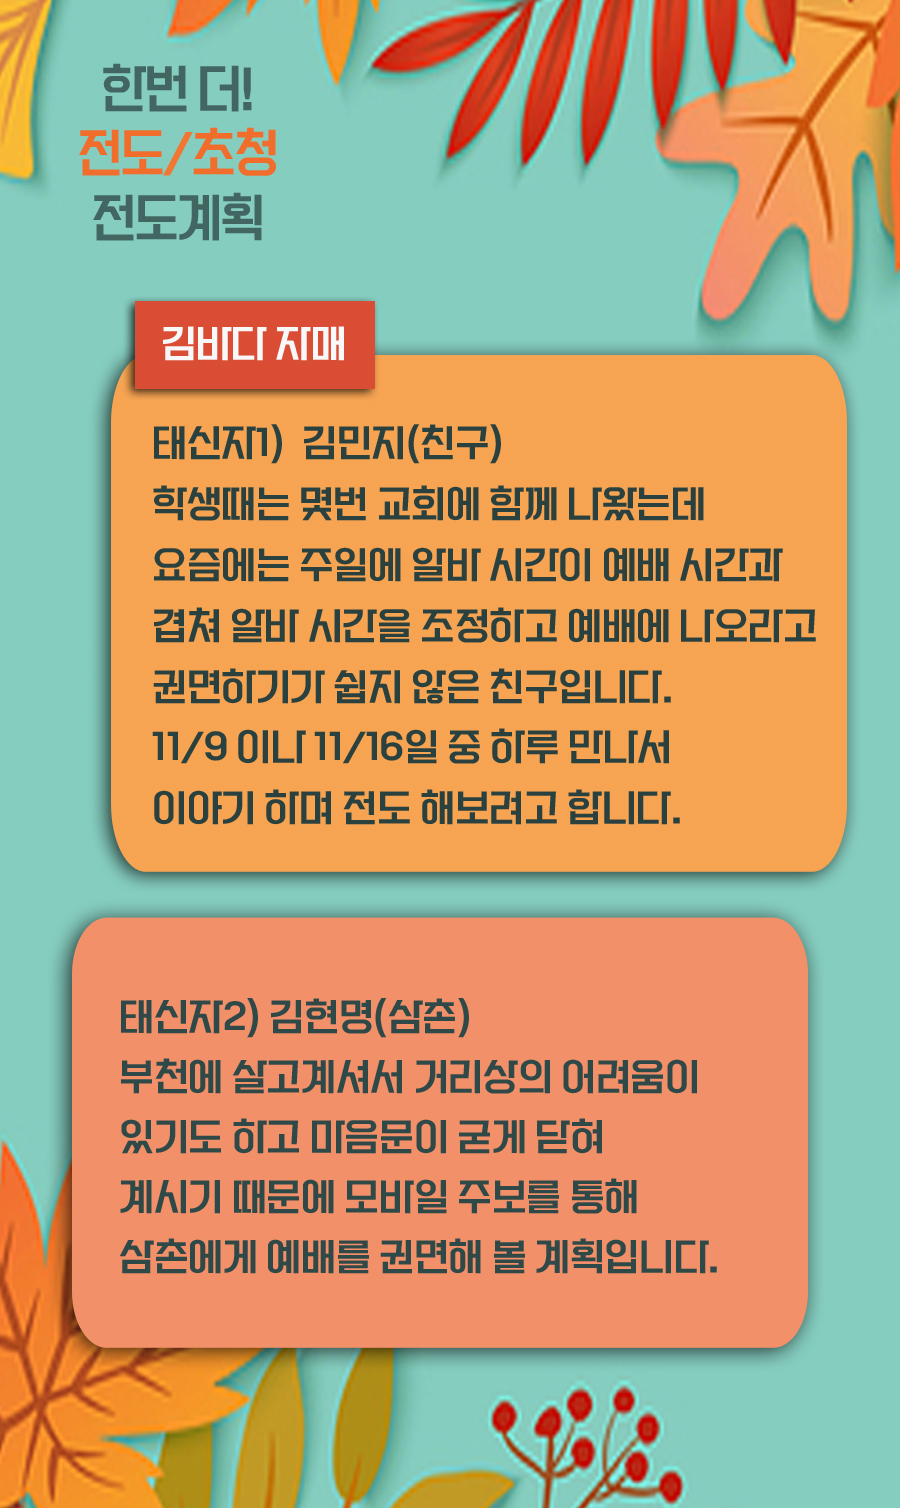 한번 더!
전도/초청
전도계획
김바다 자매
태신자1) 김민지(친구)
학생때는 몇번 교회에 함께 나왔는데
요즘에는 주일에 알바 시간이 예배 시간과
겹쳐 알바 시간을 조정하고 예배에 나오라고
권면하기가 쉽지 않은 친구입니다.
11/9 이나 11/16일 중 하루 만나서
이야기 하며 전도 해보려고 합니다.
태신자2) 김현명(삼촌)
부천에 살고계셔서 거리상의 어려움이
있기도 하고 마음문이 굳게 닫혀
계시기 때문에 모바일 주보를 통해
삼촌에게 예배를 권면해 볼 계획입니다.